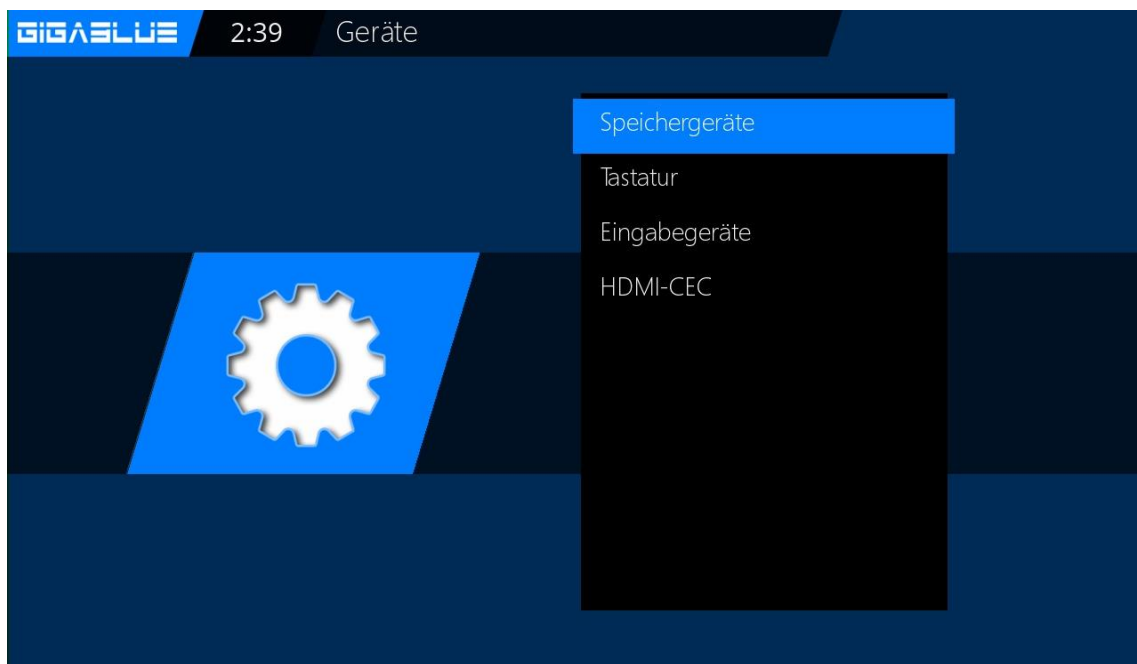 GIGABLUE 2:39 Geräte
Speichergeräte
Tastatur
Eingabegeräte
HDMI-CEC